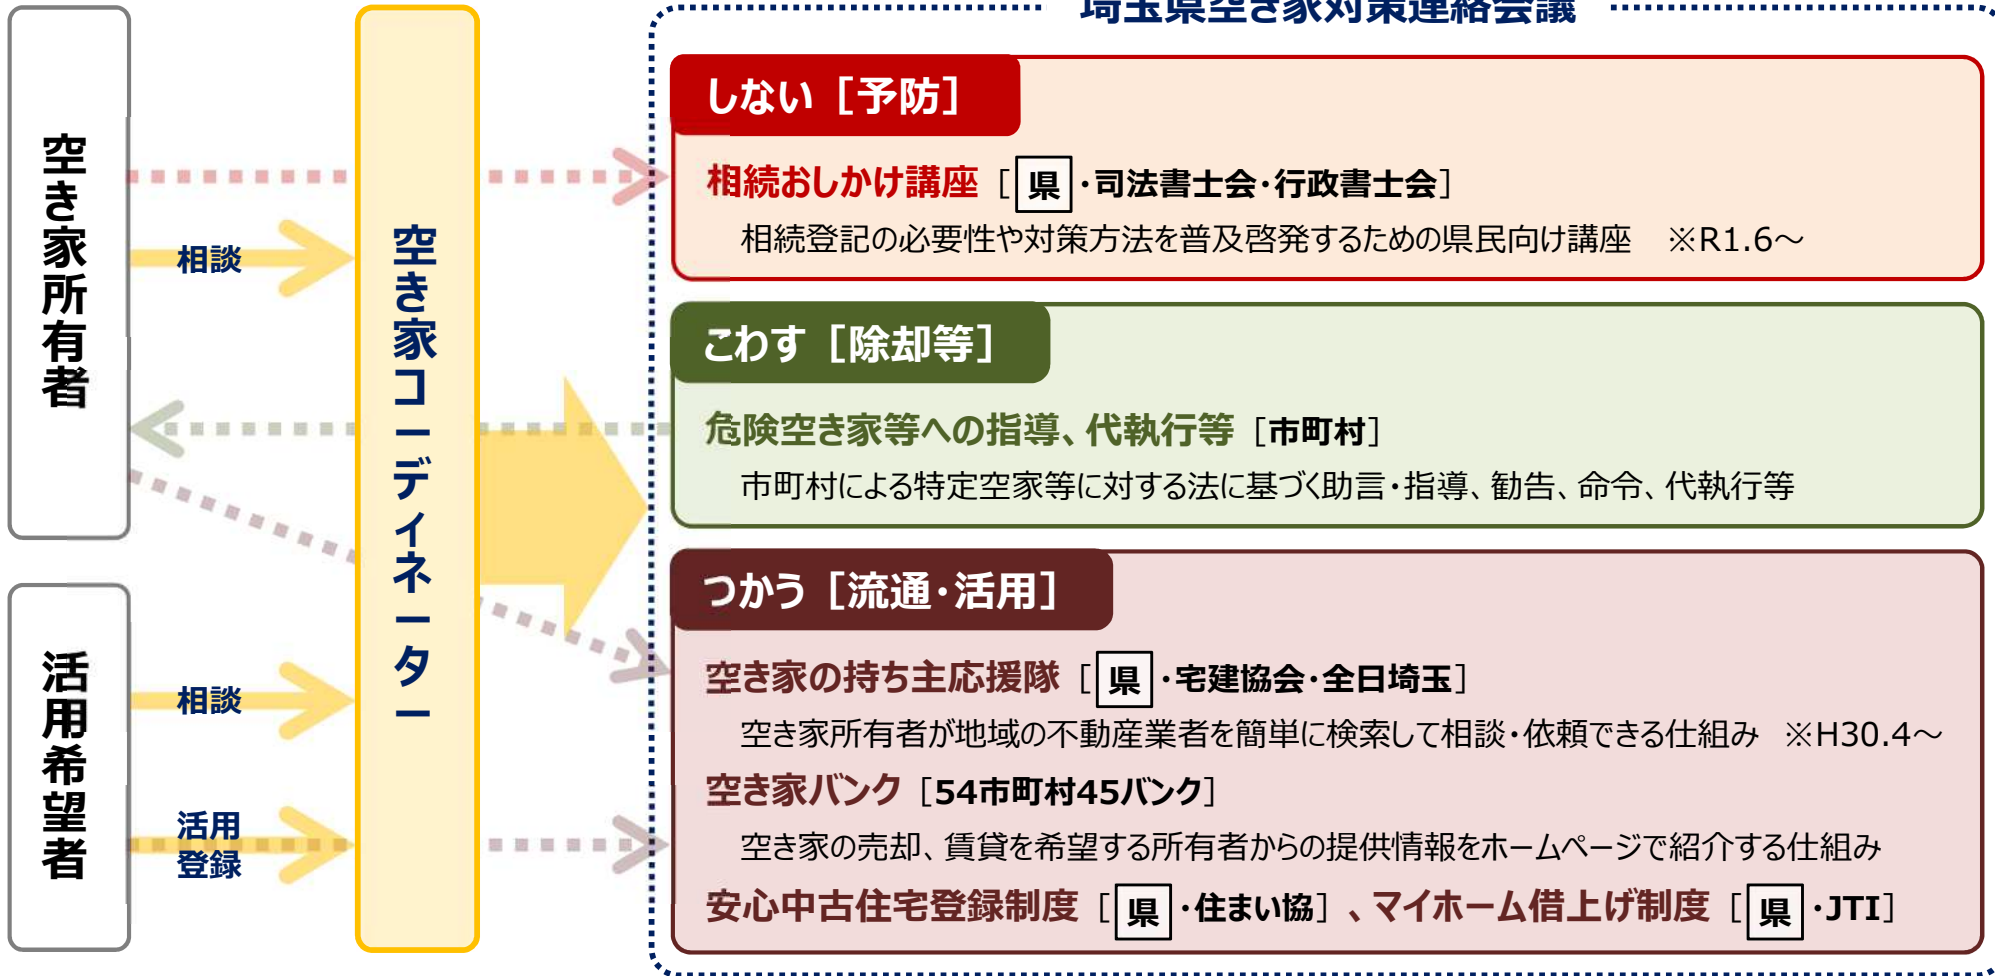 埼玉県空き家対策連絡会議
空き家所有者
相談
活用希望者
相談
活用
登録
空き家コーディネーター
しない［予防］
相続おしかけ講座［県・司法書士会・行政書士会］
相続登記の必要性や対策方法を普及啓発するための県民向け講座　※R1.6～
こわす［除却等］
危険空き家等への指導、代執行等［市町村］
市町村による特定空家等に対する法に基づく助言・指導、勧告、命令、代執行等
つかう［流通・活用］
空き家の持ち主応援隊［県・宅建協会・全日埼玉］
空き家所有者が地域の不動産業者を簡単に検索して相談・依頼できる仕組み　※H30.4～
空き家バンク［54市町村45バンク］
空き家の売却、賃貸を希望する所有者からの提供情報をホームページで紹介する仕組み
安心中古住宅登録制度［県・住まい協］、マイホーム借上げ制度［県・JTI］